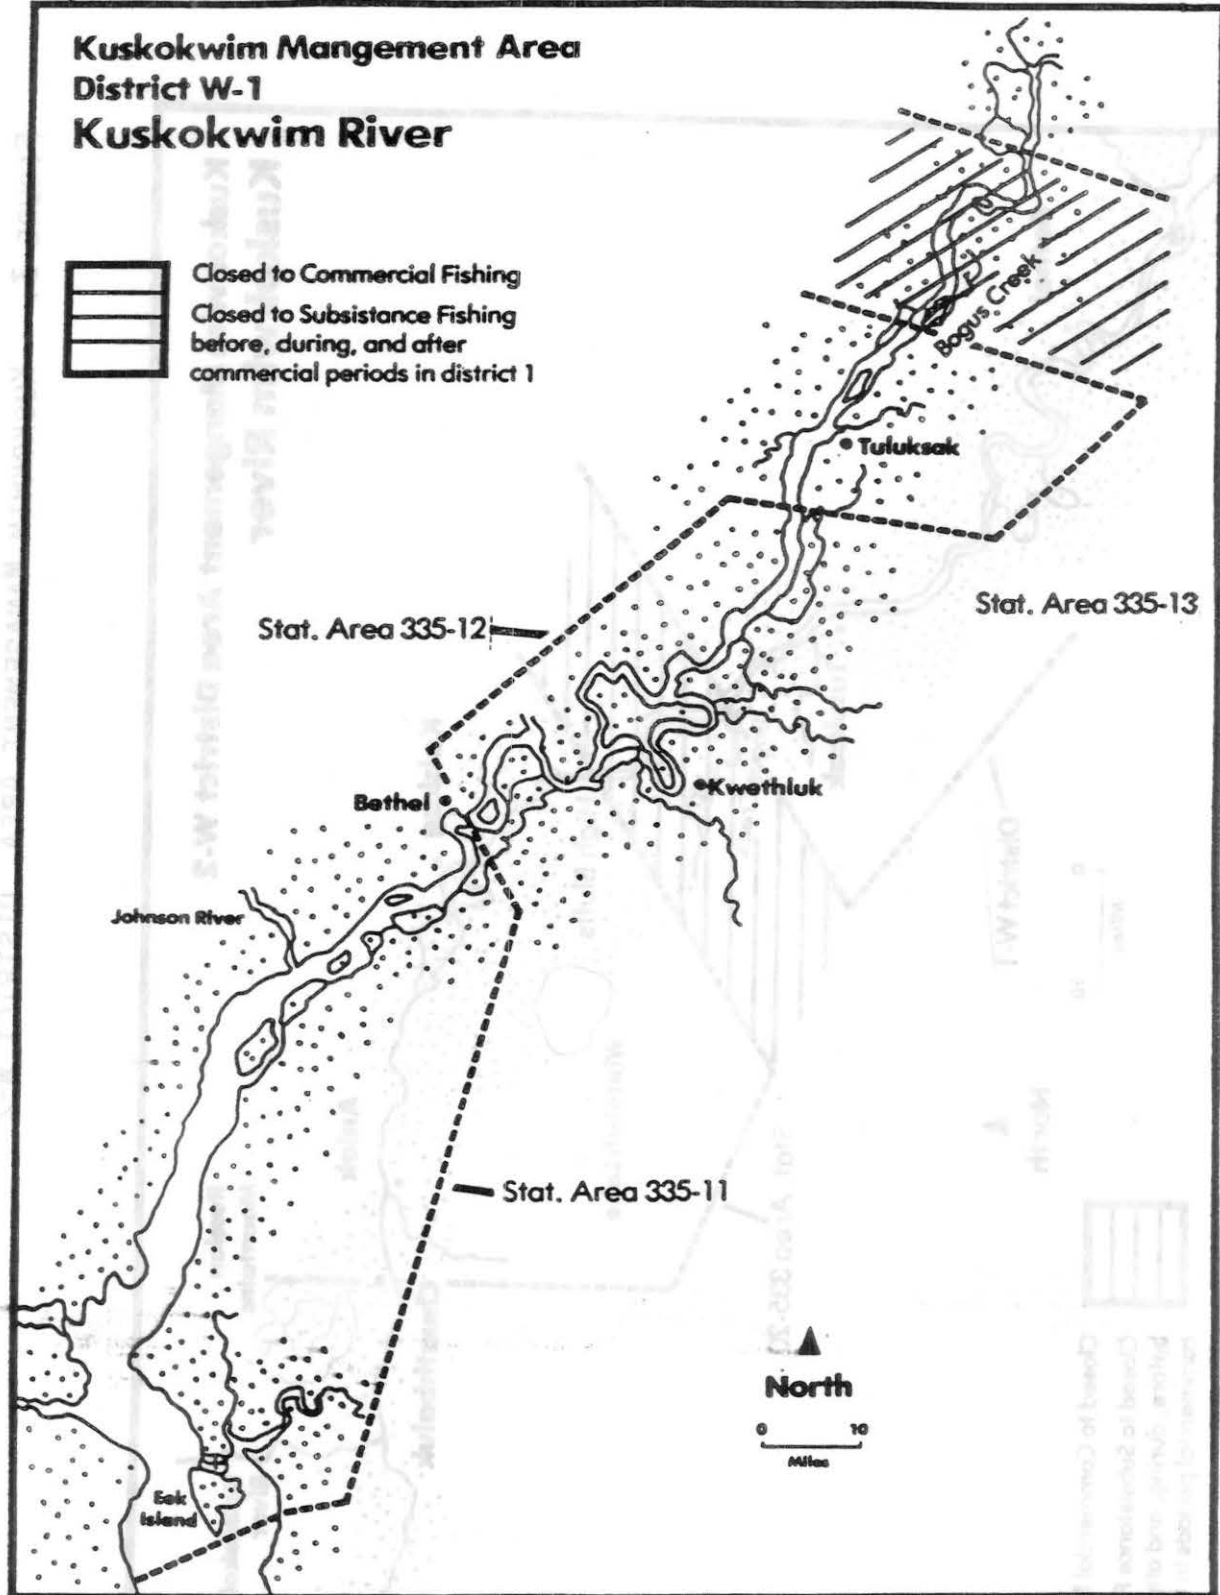 Kuskokwim Mangement Area
District W-1
Kuskokwim River
Closed to Commercial Fishing
Closed to Subsistance Fishing
before, during, and after
commercial periods in district 1
Bogus Creek
Tuluksak
Stat. Area 335-13
Stat. Area 335-12
Kwethluk
Bethel
Johnson River
Stat. Area 335-11
North
0 10
Miles
Eek
Island